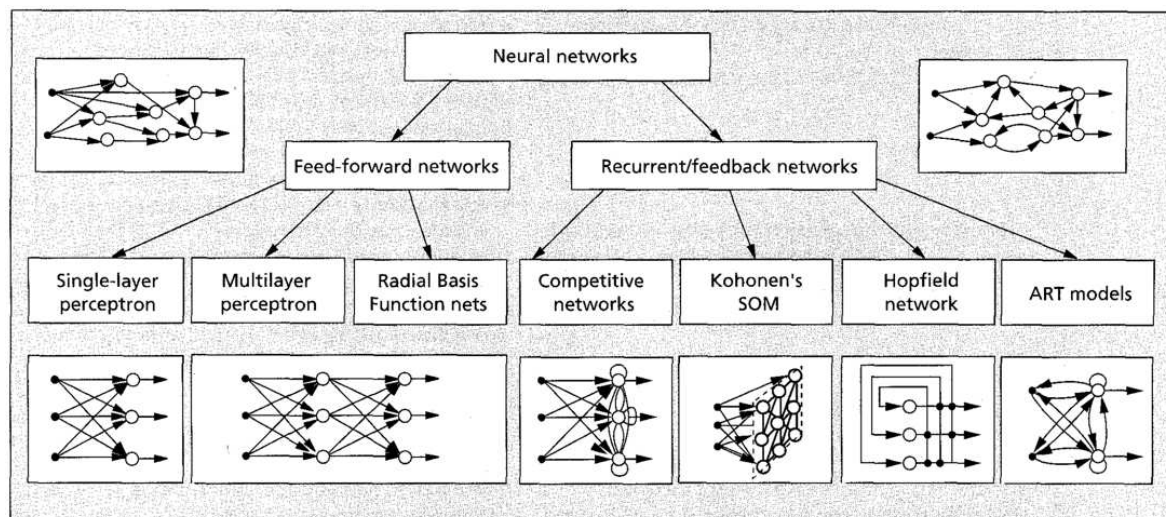 Neural networks
Feed-forward networks
Recurrent/feedback networks
Single-layer
perceptron
Multilayer
perceptron
Radial Basis
Function nets
Competitive
networks
Kohonen's
SOM
Hopfield
network
ART models